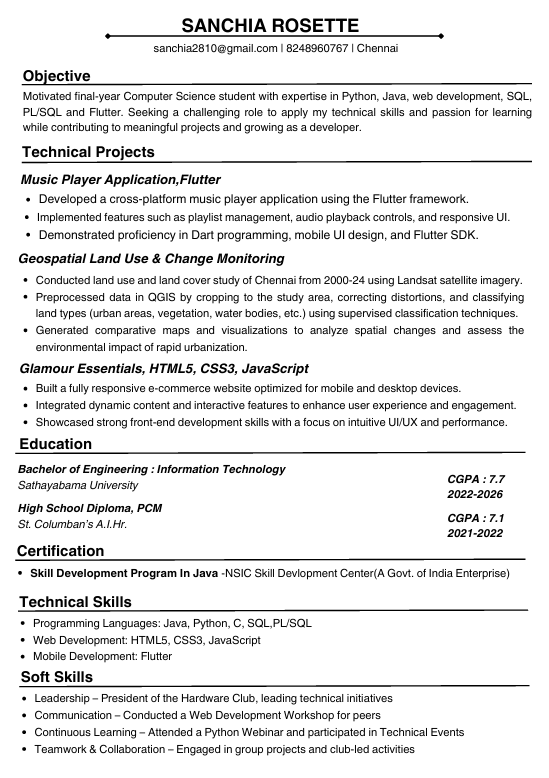 SANCHIA ROSETTE
sanchia2810@gmail.com | 8248960767 | Chennai
Objective
Motivated final-year Computer Science student with expertise in Python, Java, web development, SQL,
PL/SQL and Flutter. Seeking a challenging role to apply my technical skills and passion for learning
while contributing to meaningful projects and growing as a developer.
Technical Projects
Music Player Application,Flutter
• Developed a cross-platform music player application using the Flutter framework.
• Implemented features such as playlist management, audio playback controls, and responsive UI.
• Demonstrated proficiency in Dart programming, mobile UI design, and Flutter SDK.
Geospatial Land Use & Change Monitoring
• Conducted land use and land cover study of Chennai from 2000-24 using Landsat satellite imagery.
• Preprocessed data in QGIS by cropping to the study area, correcting distortions, and classifying
land types (urban areas, vegetation, water bodies, etc.) using supervised classification techniques.
• Generated comparative maps and visualizations to analyze spatial changes and assess the
environmental impact of rapid urbanization.
Glamour Essentials, HTML5, CSS3, JavaScript
• Built a fully responsive e-commerce website optimized for mobile and desktop devices.
• Integrated dynamic content and interactive features to enhance user experience and engagement.
• Showcased strong front-end development skills with a focus on intuitive UI/UX and performance.
Education
Bachelor of Engineering : Information Technology
Sathayabama University
CGPA : 7.7
2022-2026
High School Diploma, PCM
St. Columban's A.I.Hr.
CGPA : 7.1
2021-2022
Certification
• Skill Development Program In Java -NSIC Skill Devlopment Center(A Govt. of India Enterprise)
Technical Skills
• Programming Languages: Java, Python, C, SQL,PL/SQL
• Web Development: HTML5, CSS3, JavaScript
• Mobile Development: Flutter
Soft Skills
• Leadership – President of the Hardware Club, leading technical initiatives
• Communication – Conducted a Web Development Workshop for peers
• Continuous Learning – Attended a Python Webinar and participated in Technical Events
• Teamwork & Collaboration – Engaged in group projects and club-led activities